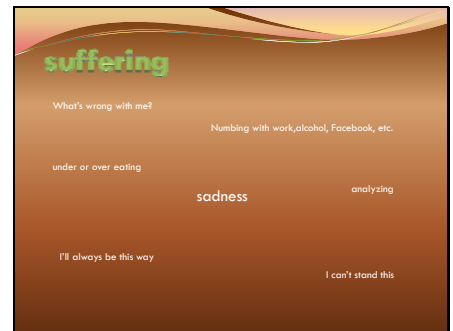 suffering
What's wrong with me?
Numbing with work,alcohol, Facebook, etc.
under or over eating
analyzing
sadness
I'll always be this way
I can't stand this